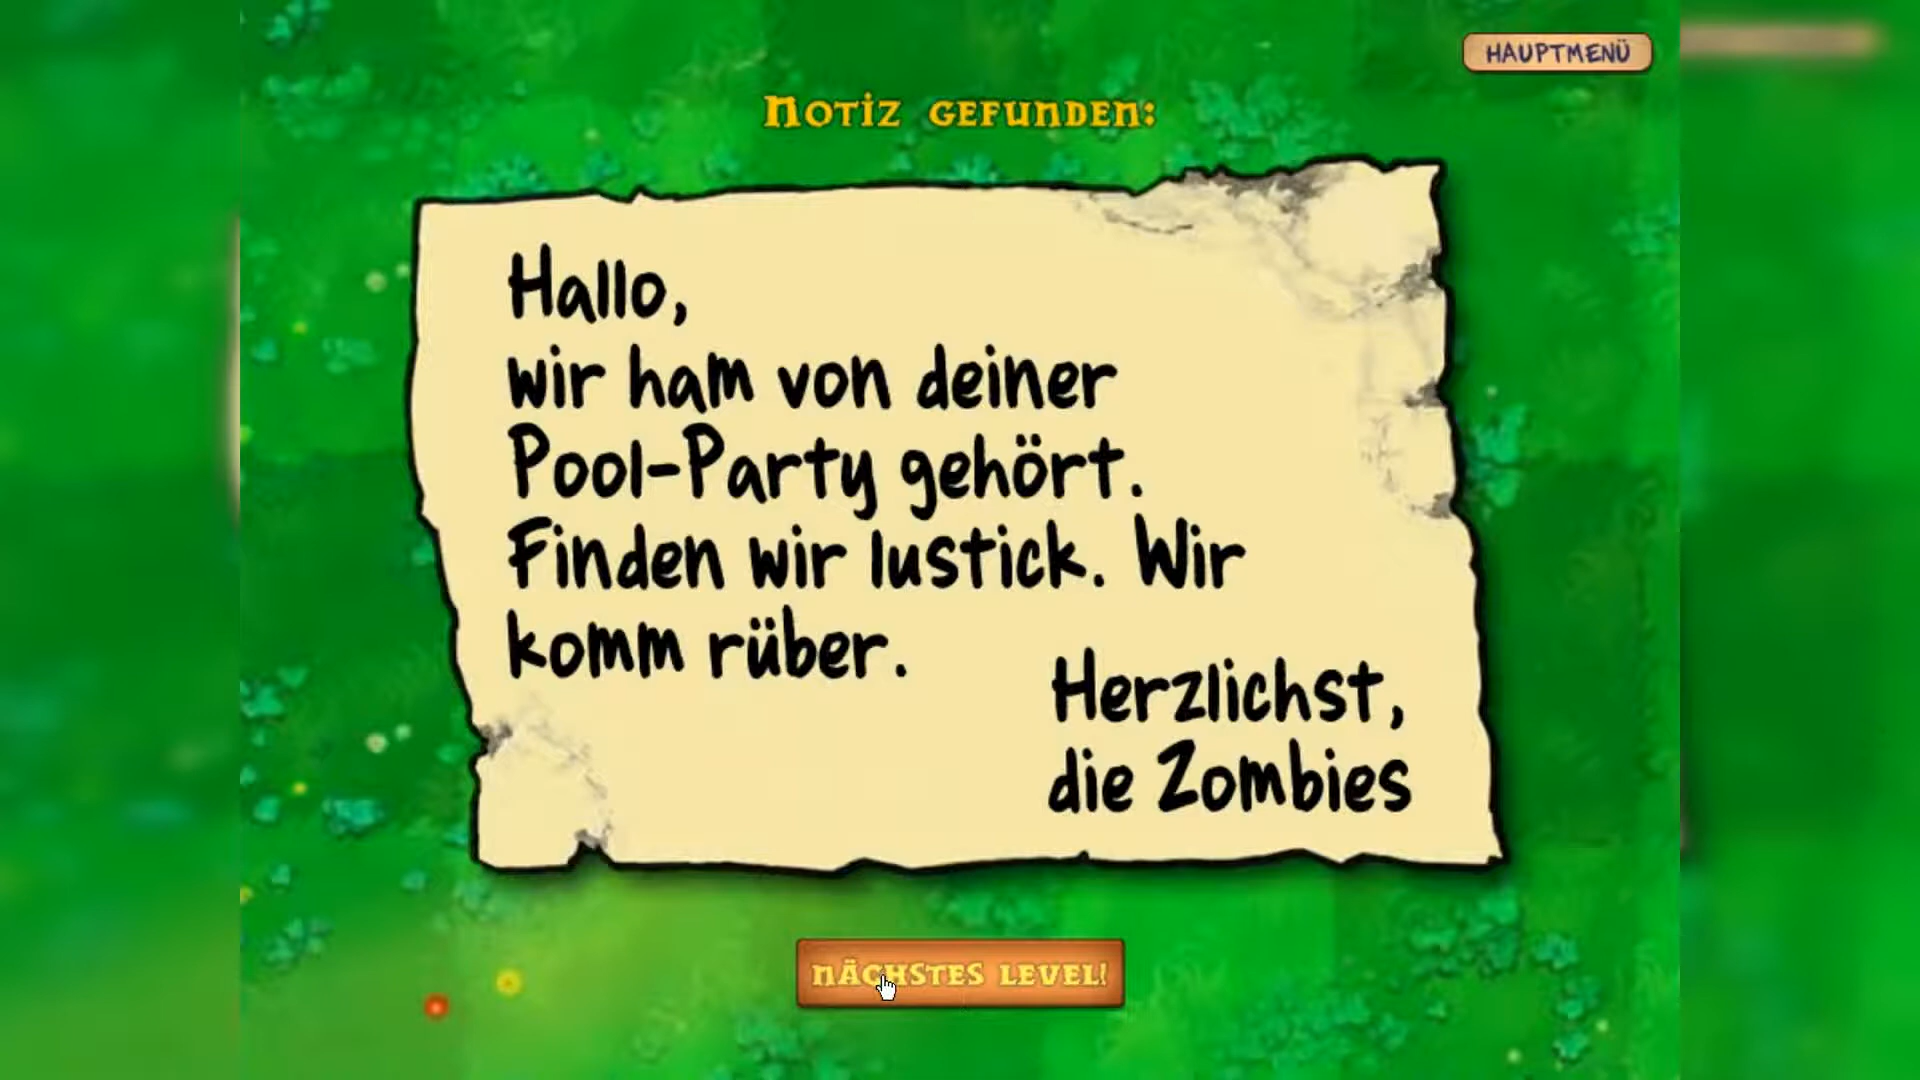 HAUPTMENÜ
Notiz gefunden:
Hallo,
wir ham von deiner
Pool-Party gehört.
Finden wir lustick. Wir
komm rüber.
Herzlichst,
die Zombies
NÄCHSTES LEVEL!